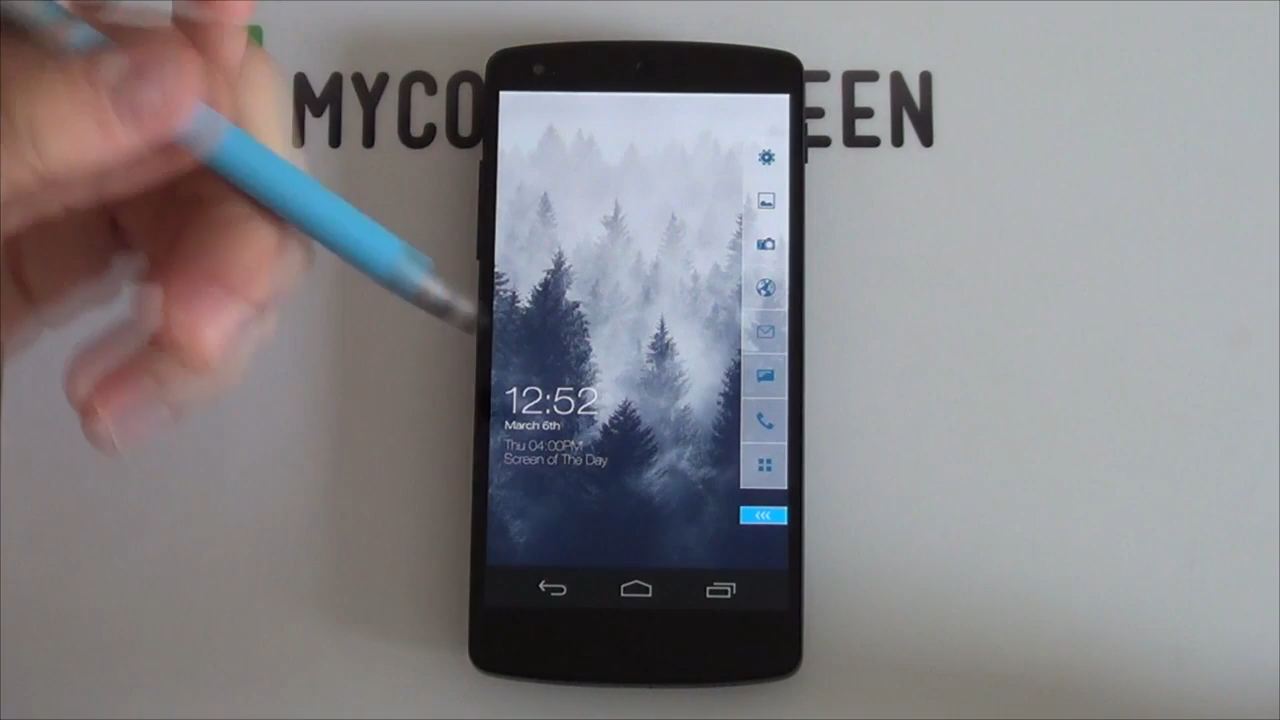 MYCO EEN
12:52
March 6th
Thu 04:00PM
Screen of The Day